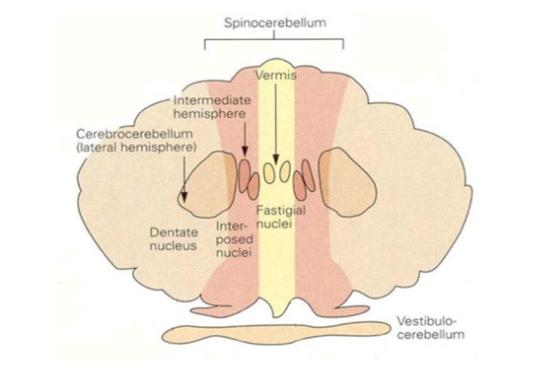 Spinocerebellum
Vermis
Intermediate
hemisphere
Cerebrocerebellum
(lateral hemisphere)
Fastigial
nuclei
Dentate
nucleus
Inter-
posed
nuclei
Vestibulo-
cerebellum